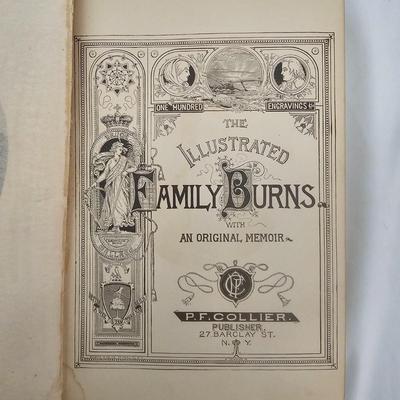 ONE HUNDRED ENGRAVINGS &c
THE
ILLUSTRATED
FAMILY BURNS.
WITH
AN ORIGINAL MEMOIR
P.F. COLLIER.
PUBLISHER,
27 BARCLAY ST.
N. Y.